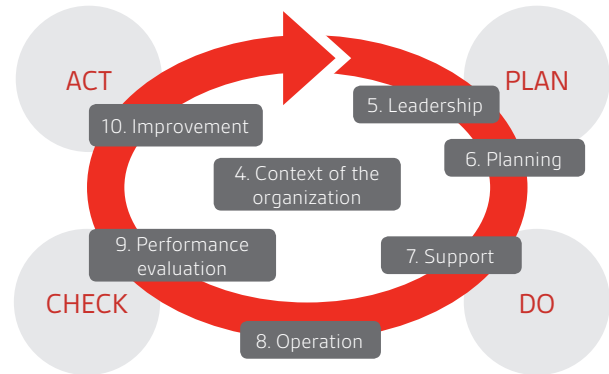 ACT
PLAN
5. Leadership
10. Improvement
6. Planning
4. Context of the
organization
9. Performance
evaluation
7. Support
CHECK
DO
8. Operation